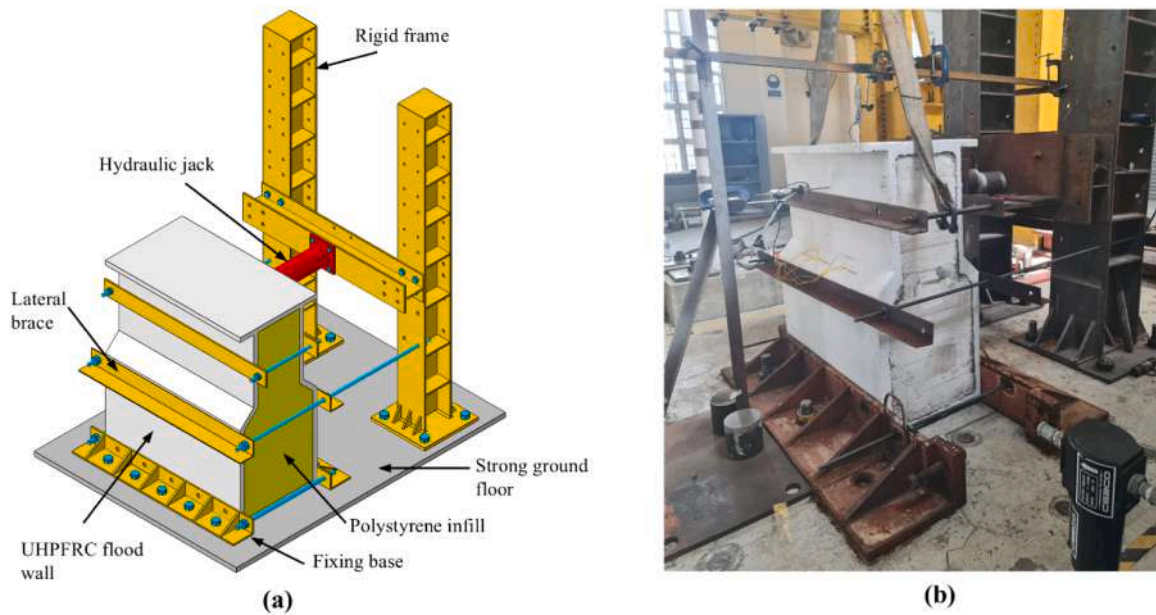 Rigid frame
Hydraulic jack
Lateral
brace
Strong ground
floor
Polystyrene infill
UHPFRC flood
wall
Fixing base
(a)
(b)